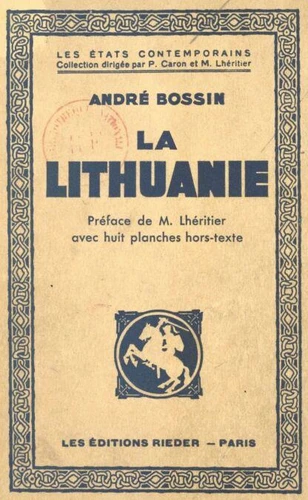 LES ÉTATS CONTEMPORAINS
Collection dirigée par P. Caron et M. Lhéritier
ANDRÉ BOSSIN
LA
LITHUANIE
Préface de M. Lhéritier
avec huit planches hors-texte
LES ÉDITIONS RIEDER — PARIS